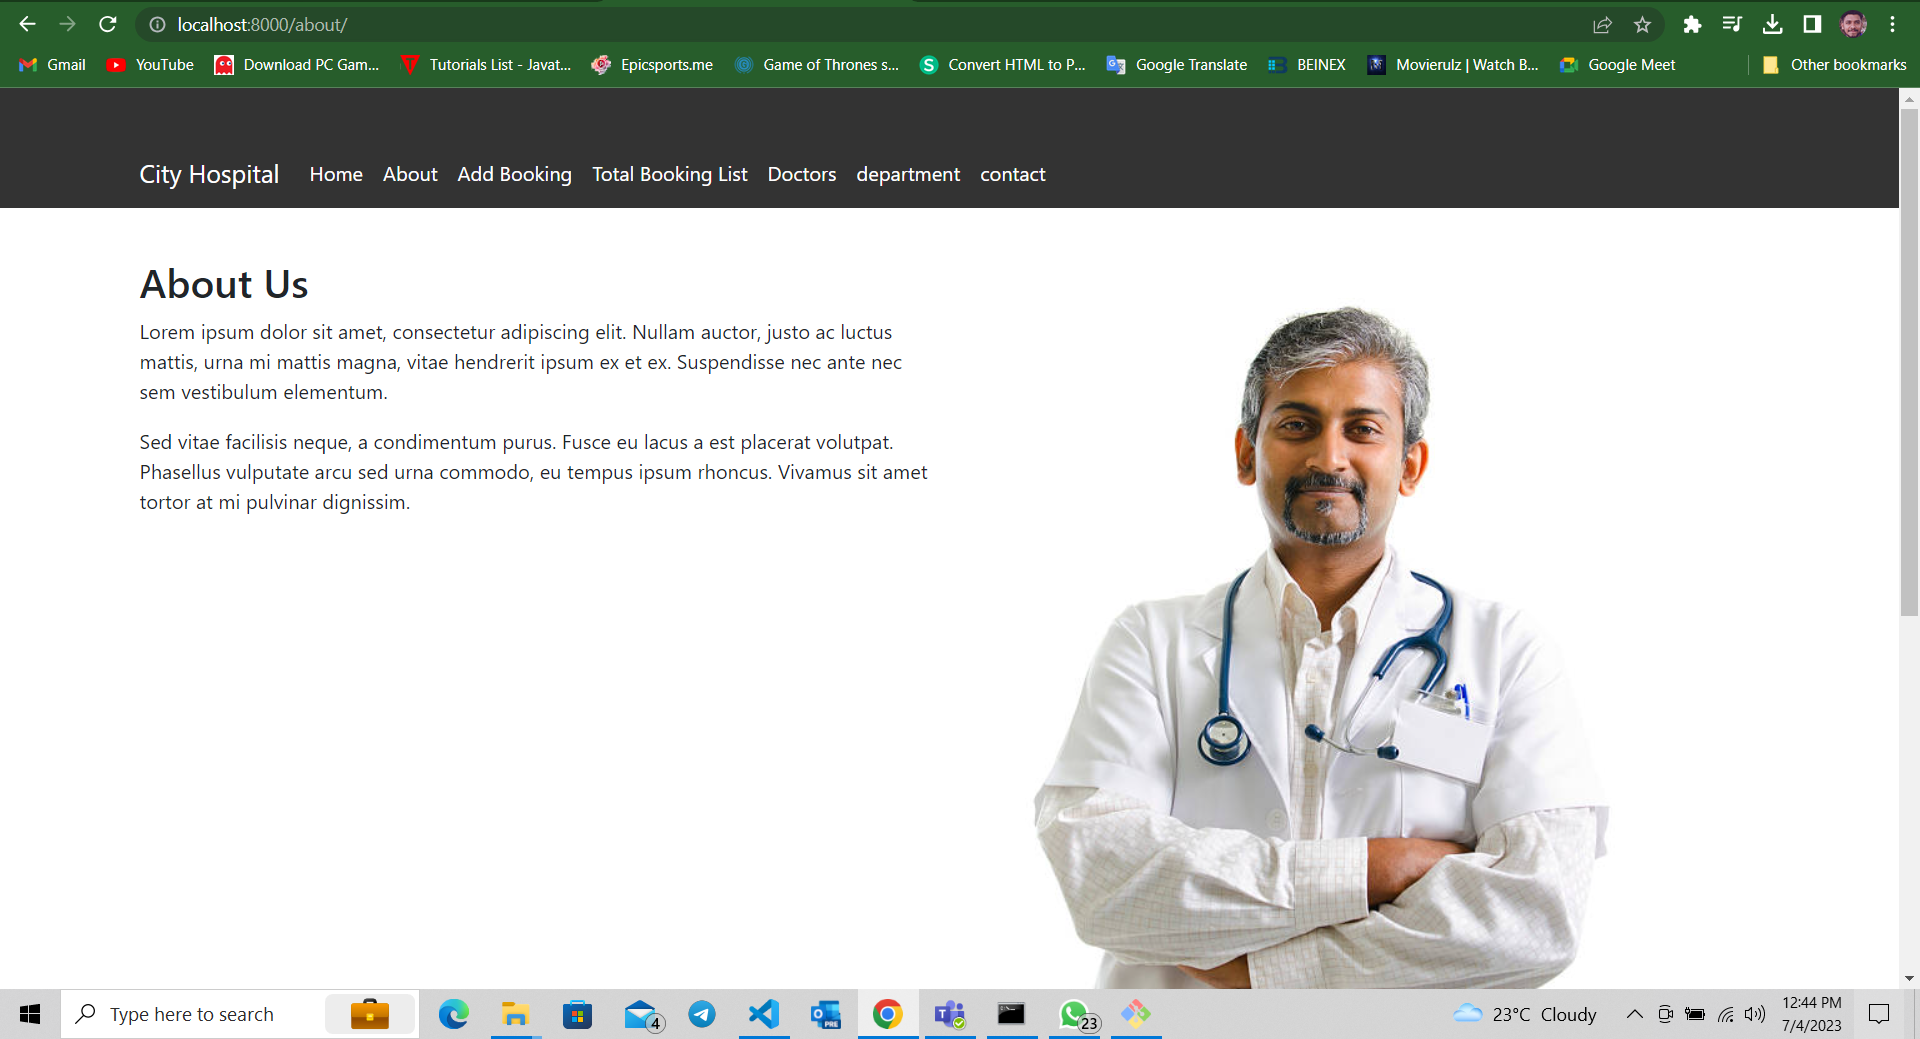 localhost:8000/about/
Gmail YouTube Download PC Gam... Tutorials List - Javat... Epicsports.me Game of Thrones s... Convert HTML to P... Google Translate BEINEX Movierulz | Watch B... Google Meet Other bookmarks
City Hospital Home About Add Booking Total Booking List Doctors department contact
About Us
Lorem ipsum dolor sit amet, consectetur adipiscing elit. Nullam auctor, justo ac luctus
mattis, urna mi mattis magna, vitae hendrerit ipsum ex et ex. Suspendisse nec ante nec
sem vestibulum elementum.
Sed vitae facilisis neque, a condimentum purus. Fusce eu lacus a est placerat volutpat.
Phasellus vulputate arcu sed urna commodo, eu tempus ipsum rhoncus. Vivamus sit amet
tortor at mi pulvinar dignissim.
Type here to search 4 PRE 23 23°C Cloudy 12:44 PM
7/4/2023